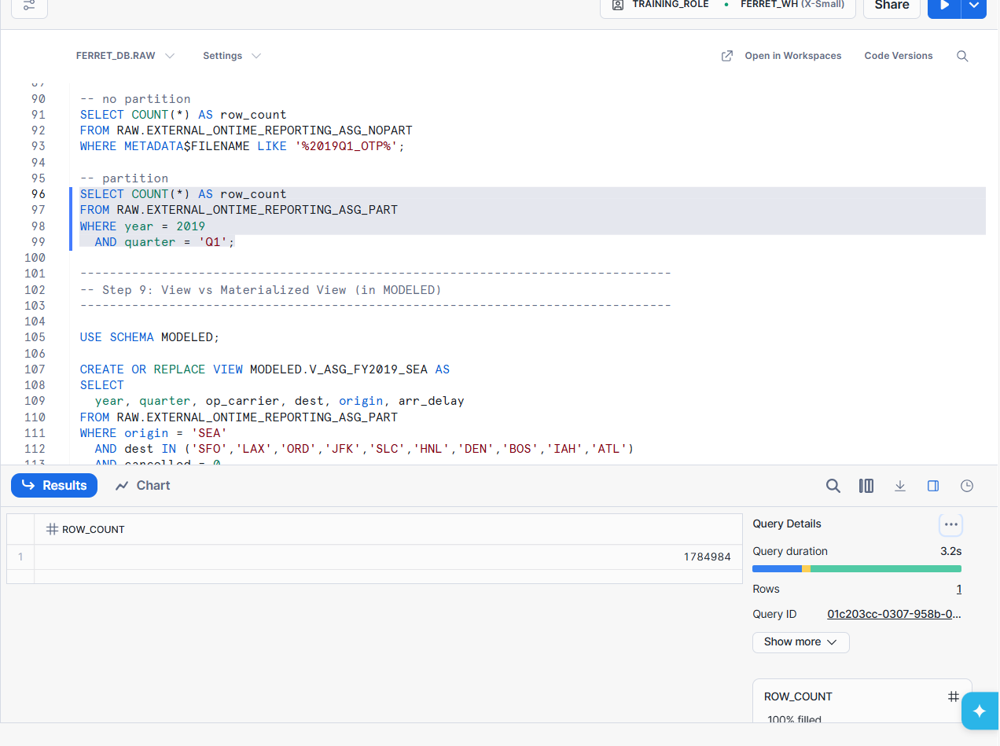 TRAINING_ROLE FERRET_WH (X-Small) Share
FERRET_DB.RAW Settings Open in Workspaces Code Versions
89
90 -- no partition
91 SELECT COUNT(*) AS row_count
92 FROM RAW.EXTERNAL_ONTIME_REPORTING_ASG_NOPART
93 WHERE METADATA$FILENAME LIKE '%2019Q1_OTP%';
94
95 -- partition
96 SELECT COUNT(*) AS row_count
97 FROM RAW.EXTERNAL_ONTIME_REPORTING_ASG_PART
98 WHERE year = 2019
99 AND quarter = 'Q1';
100
101 --------------------------------------------------------------------------------
102 -- Step 9: View vs Materialized View (in MODELED)
103 --------------------------------------------------------------------------------
104
105 USE SCHEMA MODELED;
106
107 CREATE OR REPLACE VIEW MODELED.V_ASG_FY2019_SEA AS
108 SELECT
109 year, quarter, op_carrier, dest, origin, arr_delay
110 FROM RAW.EXTERNAL_ONTIME_REPORTING_ASG_PART
111 WHERE origin = 'SEA'
112 AND dest IN ('SFO','LAX','ORD','JFK','SLC','HNL','DEN','BOS','IAH','ATL')
113 AND cancelled = 0
Results Chart
ROW_COUNT
1 1784984
Query Details
Query duration 3.2s
Rows 1
Query ID 01c203cc-0307-958b-0...
Show more
ROW_COUNT #
100% filled